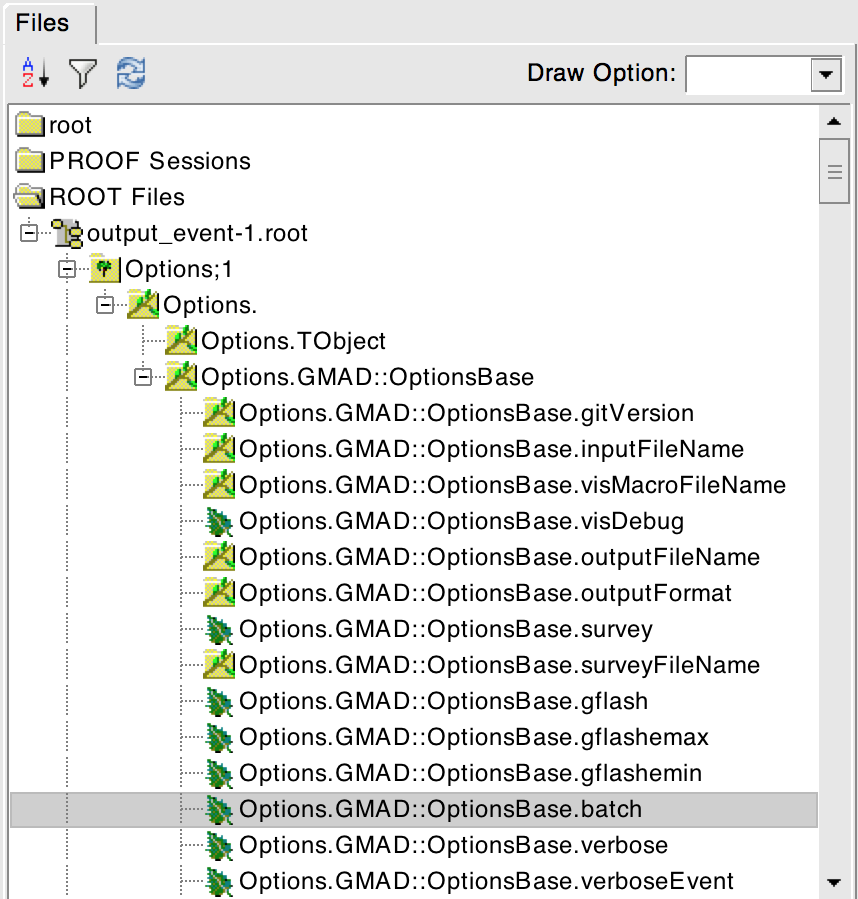 Files
A
Z
Draw Option:
root
PROOF Sessions
ROOT Files
output_event-1.root
Options;1
Options.
Options.TObject
Options.GMAD::OptionsBase
Options.GMAD::OptionsBase.gitVersion
Options.GMAD::OptionsBase.inputFileName
Options.GMAD::OptionsBase.visMacroFileName
Options.GMAD::OptionsBase.visDebug
Options.GMAD::OptionsBase.outputFileName
Options.GMAD::OptionsBase.outputFormat
Options.GMAD::OptionsBase.survey
Options.GMAD::OptionsBase.surveyFileName
Options.GMAD::OptionsBase.gflash
Options.GMAD::OptionsBase.gflashemax
Options.GMAD::OptionsBase.gflashemin
Options.GMAD::OptionsBase.batch
Options.GMAD::OptionsBase.verbose
Options.GMAD::OptionsBase.verboseEvent